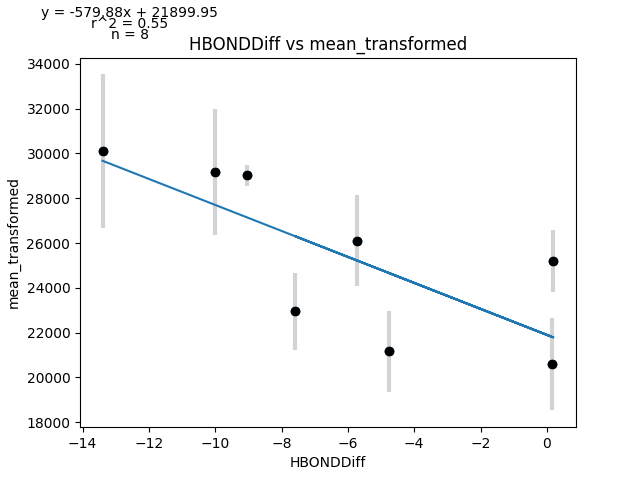 y = -579.88x + 21899.95
r^2 = 0.55
n = 8
HBONDDiff vs mean_transformed
34000
32000
30000
28000
26000
24000
22000
20000
18000
mean_transformed
−14 −12 −10 −8 −6 −4 −2 0
HBONDDiff